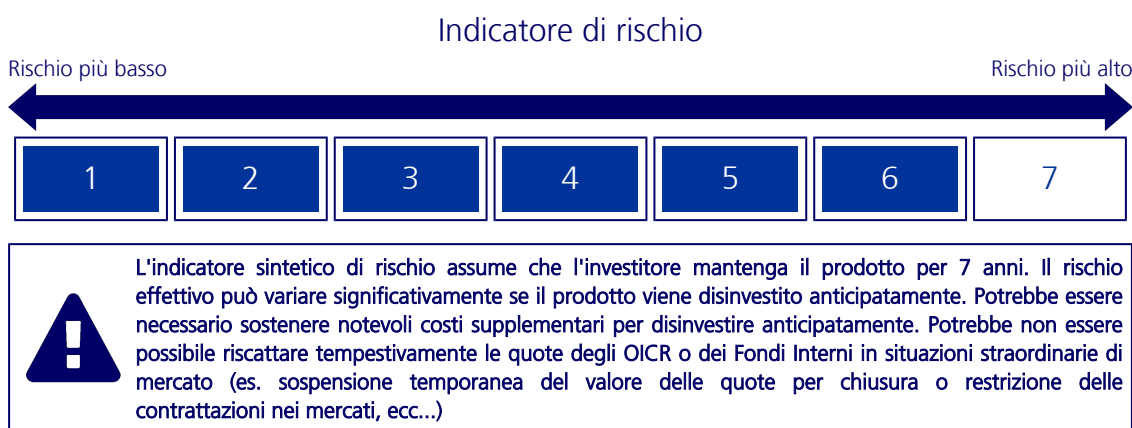 Indicatore di rischio
Rischio più basso
Rischio più alto
1 2 3 4 5 6 7
L'indicatore sintetico di rischio assume che l'investitore mantenga il prodotto per 7 anni. Il rischio
effettivo può variare significativamente se il prodotto viene disinvestito anticipatamente. Potrebbe essere
necessario sostenere notevoli costi supplementari per disinvestire anticipatamente. Potrebbe non essere
possibile riscattare tempestivamente le quote degli OICR o dei Fondi Interni in situazioni straordinarie di
mercato (es. sospensione temporanea del valore delle quote per chiusura o restrizione delle
contrattazioni nei mercati, ecc...)